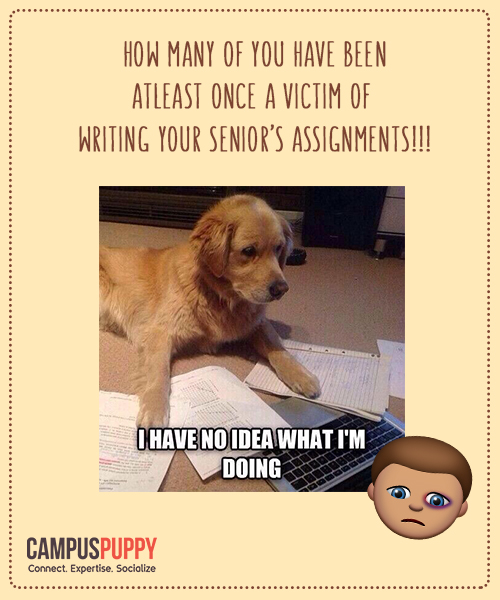 HOW MANY OF YOU HAVE BEEN
ATLEAST ONCE A VICTIM OF
WRITING YOUR SENIOR'S ASSIGNMENTS!!!
I HAVE NO IDEA WHAT I'M
DOING
CAMPUSPUPPY
Connect. Expertise. Socialize